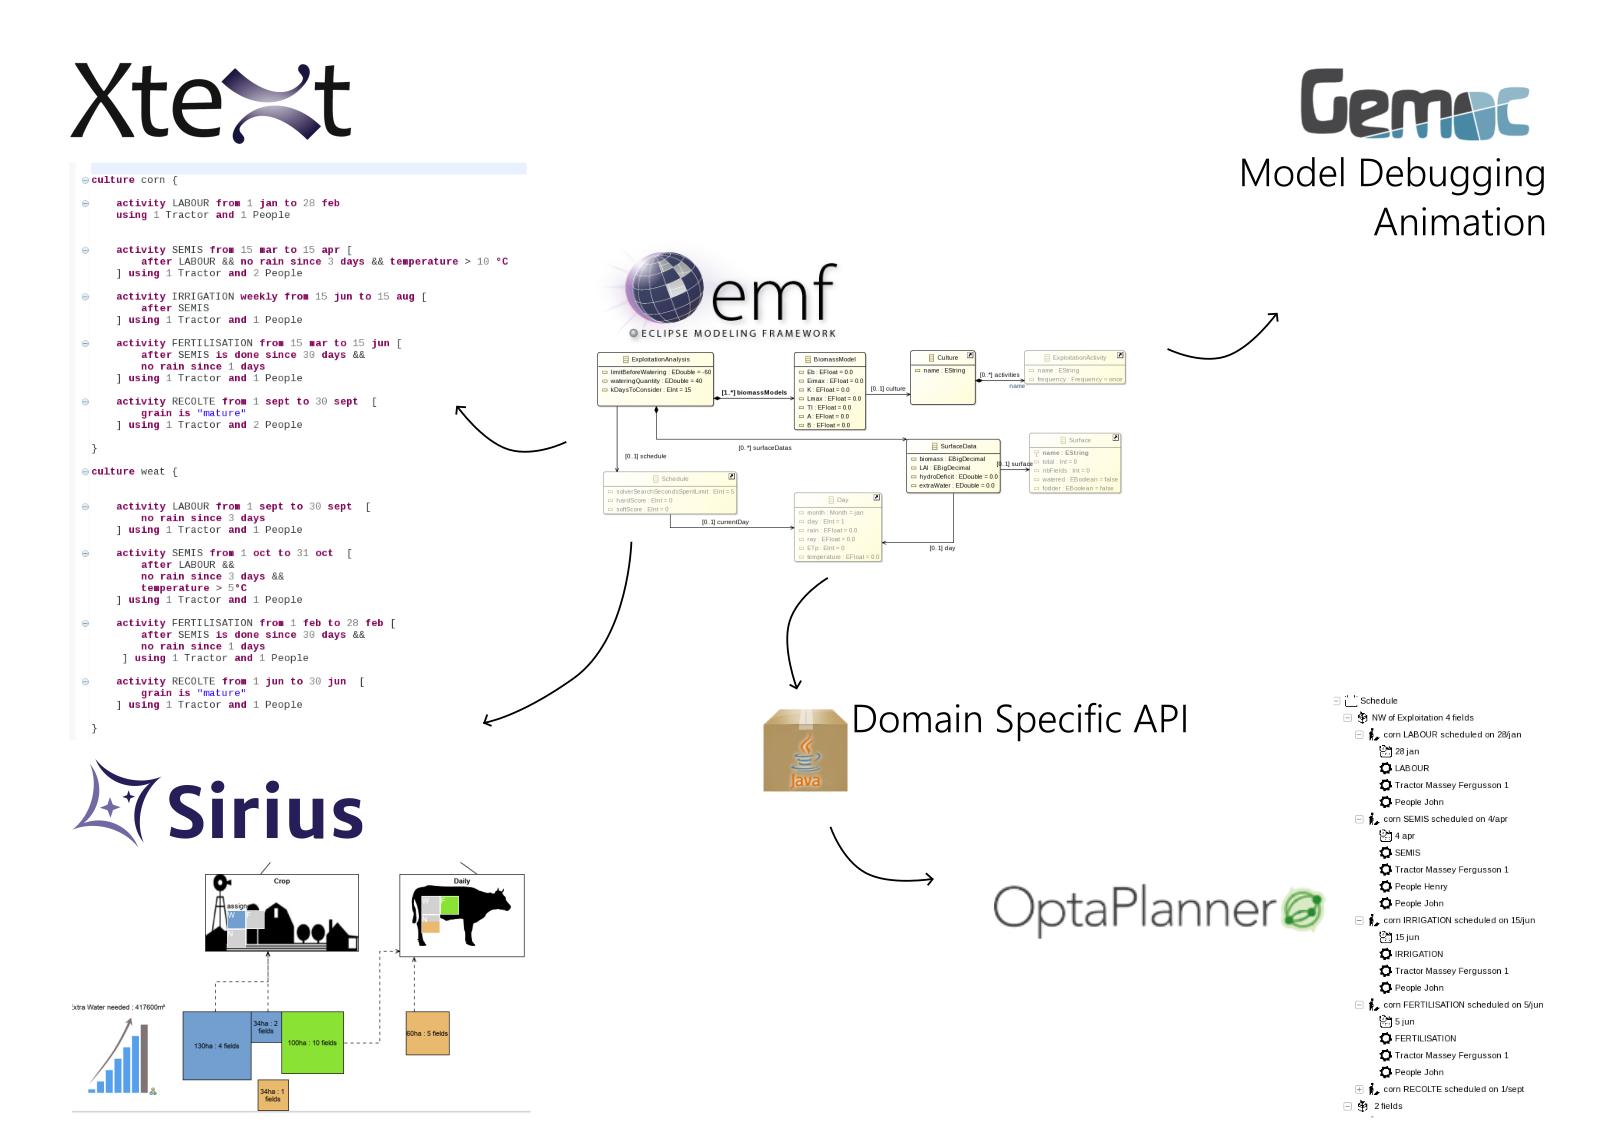 Xtext
culture corn {
activity LABOUR from 1 jan to 28 feb
using 1 Tractor and 1 People
activity SEMIS from 15 mar to 15 apr [
after LABOUR && no rain since 3 days && temperature > 10 °C
] using 1 Tractor and 2 People
activity IRRIGATION weekly from 15 jun to 15 aug [
after SEMIS
] using 1 Tractor and 1 People
activity FERTILISATION from 15 mar to 15 jun [
after SEMIS is done since 30 days &&
no rain since 1 days
] using 1 Tractor and 1 People
activity RECOLTE from 1 sept to 30 sept [
grain is "mature"
] using 1 Tractor and 2 People
}
culture weat {
activity LABOUR from 1 sept to 30 sept [
no rain since 3 days
] using 1 Tractor and 1 People
activity SEMIS from 1 oct to 31 oct [
after LABOUR &&
no rain since 3 days &&
temperature > 5°C
] using 1 Tractor and 1 People
activity FERTILISATION from 1 feb to 28 feb [
after SEMIS is done since 30 days &&
no rain since 1 days
] using 1 Tractor and 1 People
activity RECOLTE from 1 jun to 30 jun [
grain is "mature"
] using 1 Tractor and 1 People
}
Gemoc
Model Debugging
Animation
emf
ECLIPSE MODELING FRAMEWORK
ExploitationAnalysis
limitBeforeWatering : EDouble = -60
wateringQuantity : EDouble = 40
kDaysToConsider : EInt = 15
[1..*] biomassModels
BiomassModel
Eb : EFloat = 0.0
Eimax : EFloat = 0.0
K : EFloat = 0.0
Lmax : EFloat = 0.0
Tl : EFloat = 0.0
A : EFloat = 0.0
B : EFloat = 0.0
[0..1] culture
Culture
name : EString
[0..*] activities
name
ExploitationActivity
name : EString
frequency : Frequency = once
[0..*] surfaceDatas
[0..1] schedule
SurfaceData
biomass : EBigDecimal
LAI : EBigDecimal
hydroDeficit : EDouble = 0.0
extraWater : EDouble = 0.0
[0..1] surface
Surface
name : EString
total : Int = 0
nbFields : Int = 0
watered : EBoolean = false
fodder : EBoolean = false
Schedule
solverSearchSecondsSpentLimit : EInt = 5
hardScore : EInt = 0
softScore : EInt = 0
[0..1] currentDay
Day
month : Month = jan
day : EInt = 1
rain : EFloat = 0.0
ray : EFloat = 0.0
ETp : EInt = 0
temperature : EFloat = 0.0
[0..1] day
Domain Specific API
Java
OptaPlanner
Sirius
Crop
assign
W
Daily
Extra Water needed : 417600m³
130ha : 4 fields
34ha : 2
fields
100ha : 10 fields
60ha : 5 fields
34ha : 1
fields
Schedule
NW of Exploitation 4 fields
corn LABOUR scheduled on 28/jan
28 jan
LABOUR
Tractor Massey Fergusson 1
People John
corn SEMIS scheduled on 4/apr
4 apr
SEMIS
Tractor Massey Fergusson 1
People Henry
People John
corn IRRIGATION scheduled on 15/jun
15 jun
IRRIGATION
Tractor Massey Fergusson 1
People John
corn FERTILISATION scheduled on 5/jun
5 jun
FERTILISATION
Tractor Massey Fergusson 1
People John
corn RECOLTE scheduled on 1/sept
2 fields